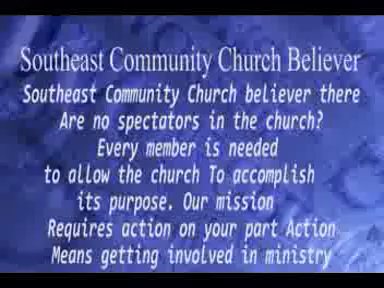 Southeast Community Church Believer
Southeast Community Church believer there
Are no spectators in the church?
Every member is needed
to allow the church To accomplish
its purpose. Our mission
Requires action on your part Action
Means getting involved in ministry